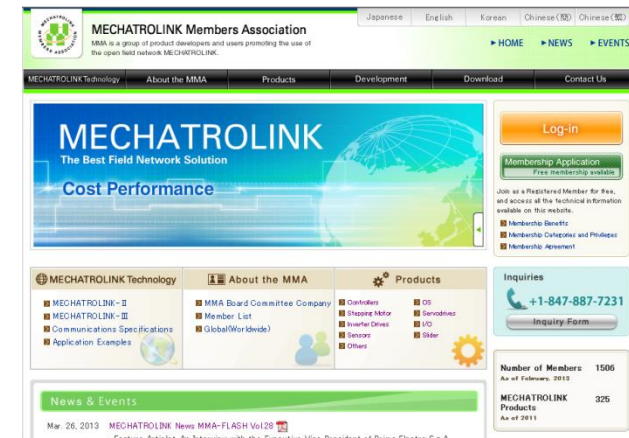 Japanese English Korean Chinese(簡) Chinese(繁)
MECHATROLINK Members Association
MMA is a group of product developers and users promoting the use of
the open field network MECHATROLINK.
HOME NEWS EVENTS
MECHATROLINK Technology About the MMA Products Development Download Contact Us
MECHATROLINK
The Best Field Network Solution
Cost Performance
Log-in
Membership Application
Free membership available
Join as a Registered Member for free,
and access all the technical information
available on this website.
Membership Benefits
Membership Categories and Privileges
Membership Agreement
MECHATROLINK Technology
MECHATROLINK-Ⅱ
MECHATROLINK-Ⅲ
Communications Specifications
Application Examples
About the MMA
MMA Board Committee Company
Member List
Global(Worldwide)
Products
Controllers OS
Stepping Motor Servodrives
Inverter Drives I/O
Sensors Slider
Others
Inquiries
+1-847-887-7231
Inquiry Form
Number of Members 1506
As of February, 2013
MECHATROLINK 325
Products
As of 2011
News & Events
Mar. 26, 2013 MECHATROLINK News MMA-FLASH Vol.28